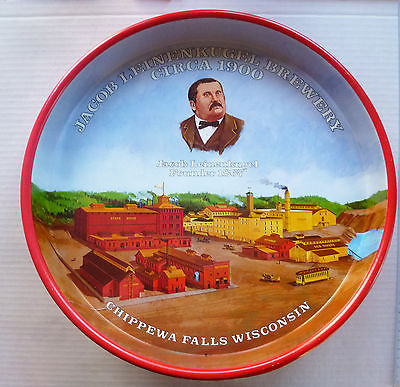 JACOB LEINENKUGEL BREWERY
CIRCA 1900
Jacob Leinenkugel
Founder 1867
CHIPPEWA FALLS WISCONSIN